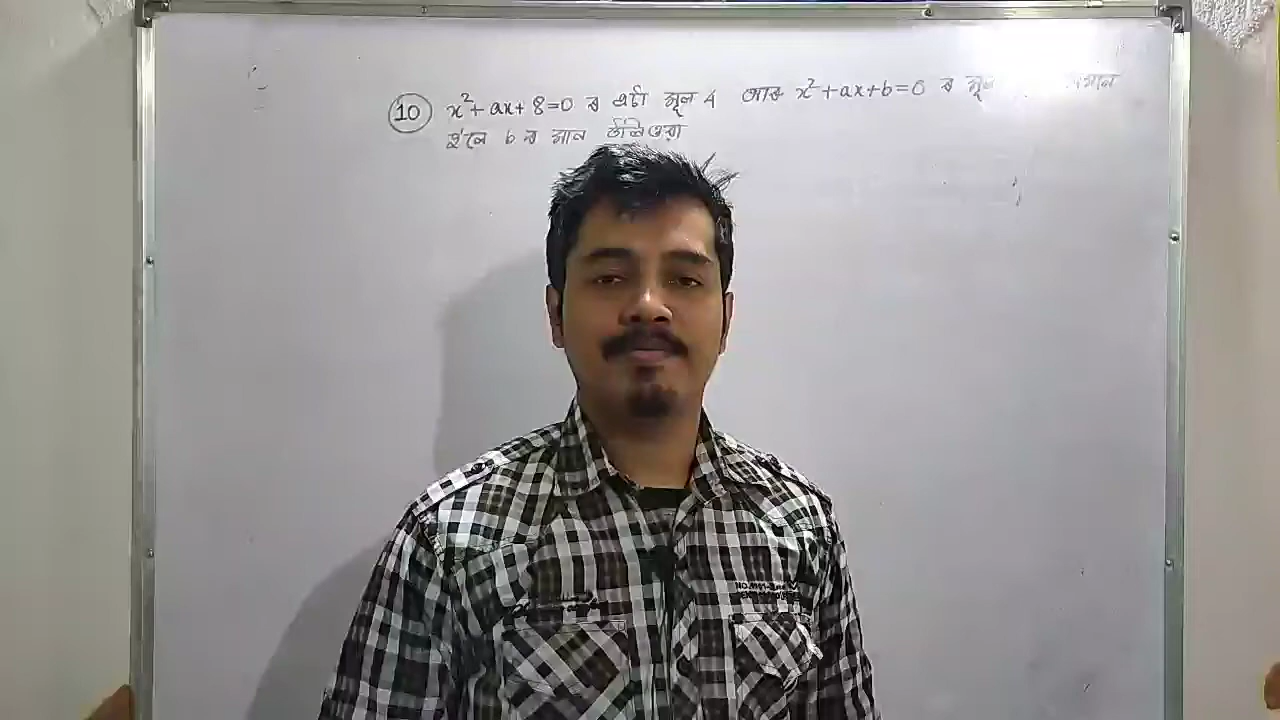 10 x²+ax+8=0 ৰ এটা মূল 4 আৰু x²+ax+b=0 ৰ মূল
হ'লে b ৰ মান উলিওৱা